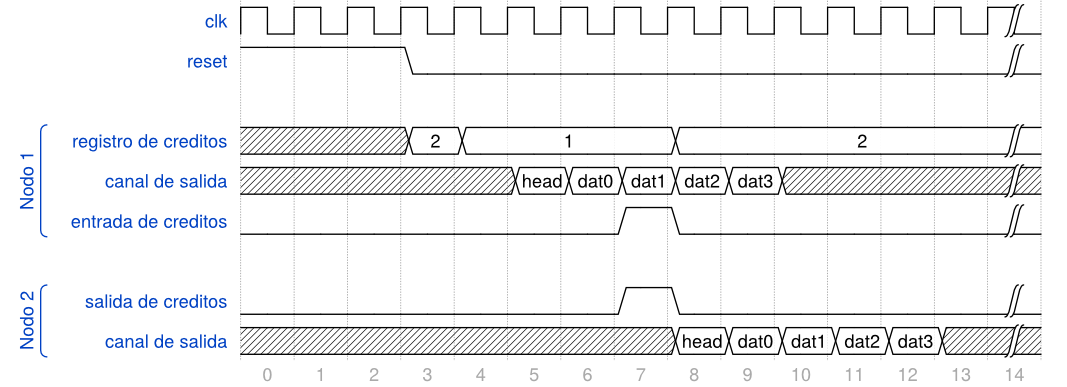 clk
reset
Nodo 1
registro de creditos 2 1 2
canal de salida head dat0 dat1 dat2 dat3
entrada de creditos
Nodo 2
salida de creditos
canal de salida head dat0 dat1 dat2 dat3
0 1 2 3 4 5 6 7 8 9 10 11 12 13 14